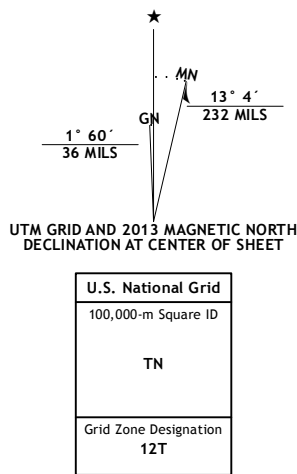 ★
MN
GN
13° 4´
232 MILS
1° 60´
36 MILS
UTM GRID AND 2013 MAGNETIC NORTH
DECLINATION AT CENTER OF SHEET
U.S. National Grid
100,000-m Square ID
TN
Grid Zone Designation
12T